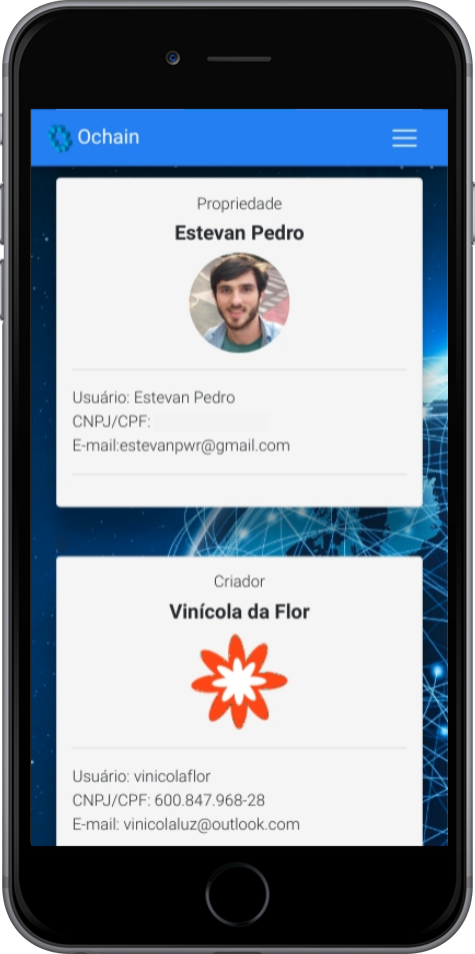 Ochain
Propriedade
Estevan Pedro
Usuário: Estevan Pedro
CNPJ/CPF:
E-mail:estevanpwr@gmail.com
Criador
Vinícola da Flor
Usuário: vinicolaflor
CNPJ/CPF: 600.847.968-28
E-mail: vinicolaluz@outlook.com